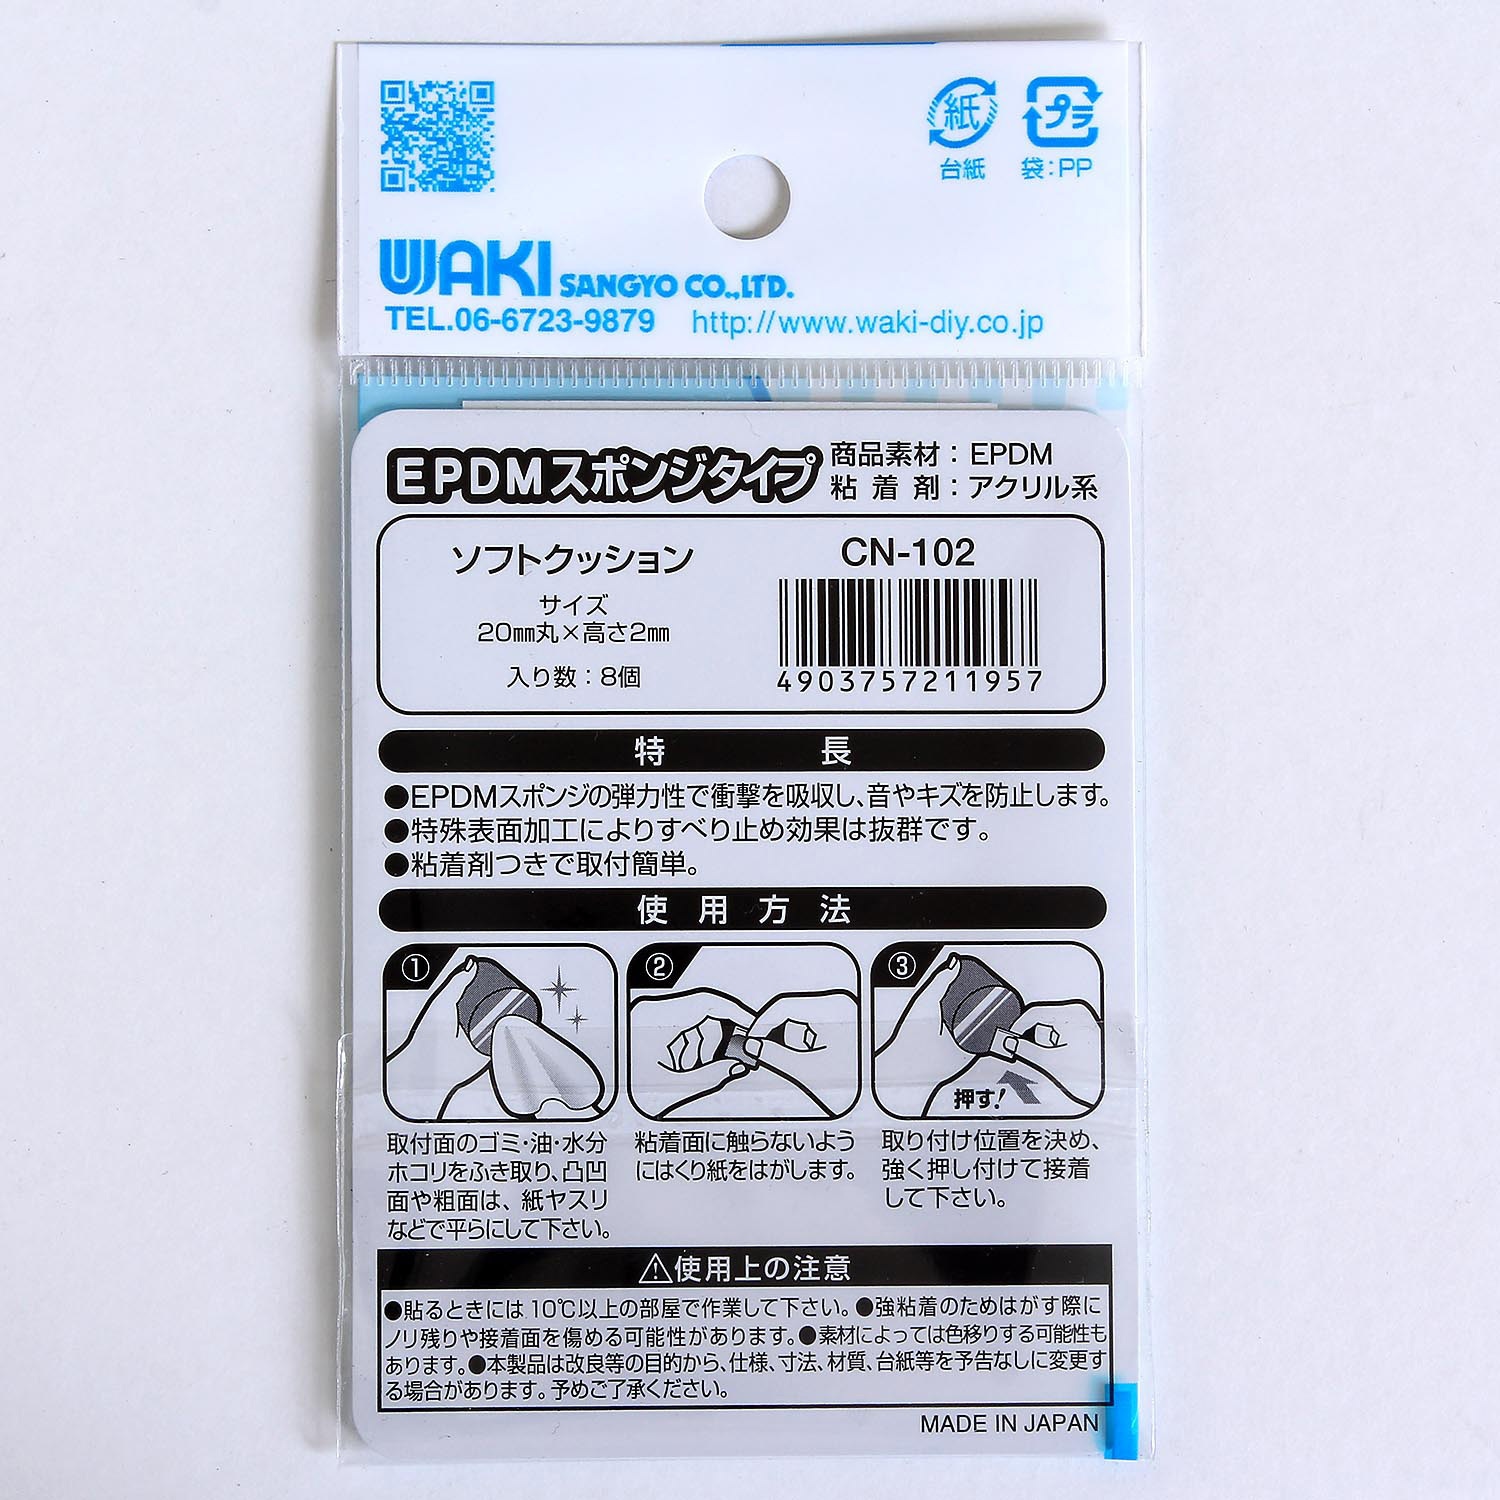 紙
プラ
台紙
袋：PP
WAKI SANGYO CO.,LTD.
TEL.06-6723-9879 http://www.waki-diy.co.jp
EPDMスポンジタイプ
商品素材：EPDM
粘着剤：アクリル系
ソフトクッション
サイズ
20㎜丸×高さ2㎜
入り数：8個
CN-102
4903757211957
特長
●EPDMスポンジの弾力性で衝撃を吸収し、音やキズを防止します。
●特殊表面加工によりすべり止め効果は抜群です。
●粘着剤つきで取付簡単。
使用方法
①
取付面のゴミ・油・水分
ホコリをふき取り、凸凹
面や粗面は、紙ヤスリ
などで平らにして下さい。
②
粘着面に触らないよう
にはくり紙をはがします。
③
押す！
取り付け位置を決め、
強く押し付けて接着
して下さい。
⚠使用上の注意
●貼るときには10℃以上の部屋で作業して下さい。●強粘着のためはがす際に
ノリ残りや接着面を傷める可能性があります。●素材によっては色移りする可能性も
あります。●本製品は改良等の目的から、仕様、寸法、材質、台紙等を予告なしに変更す
る場合があります。予めご了承ください。
MADE IN JAPAN